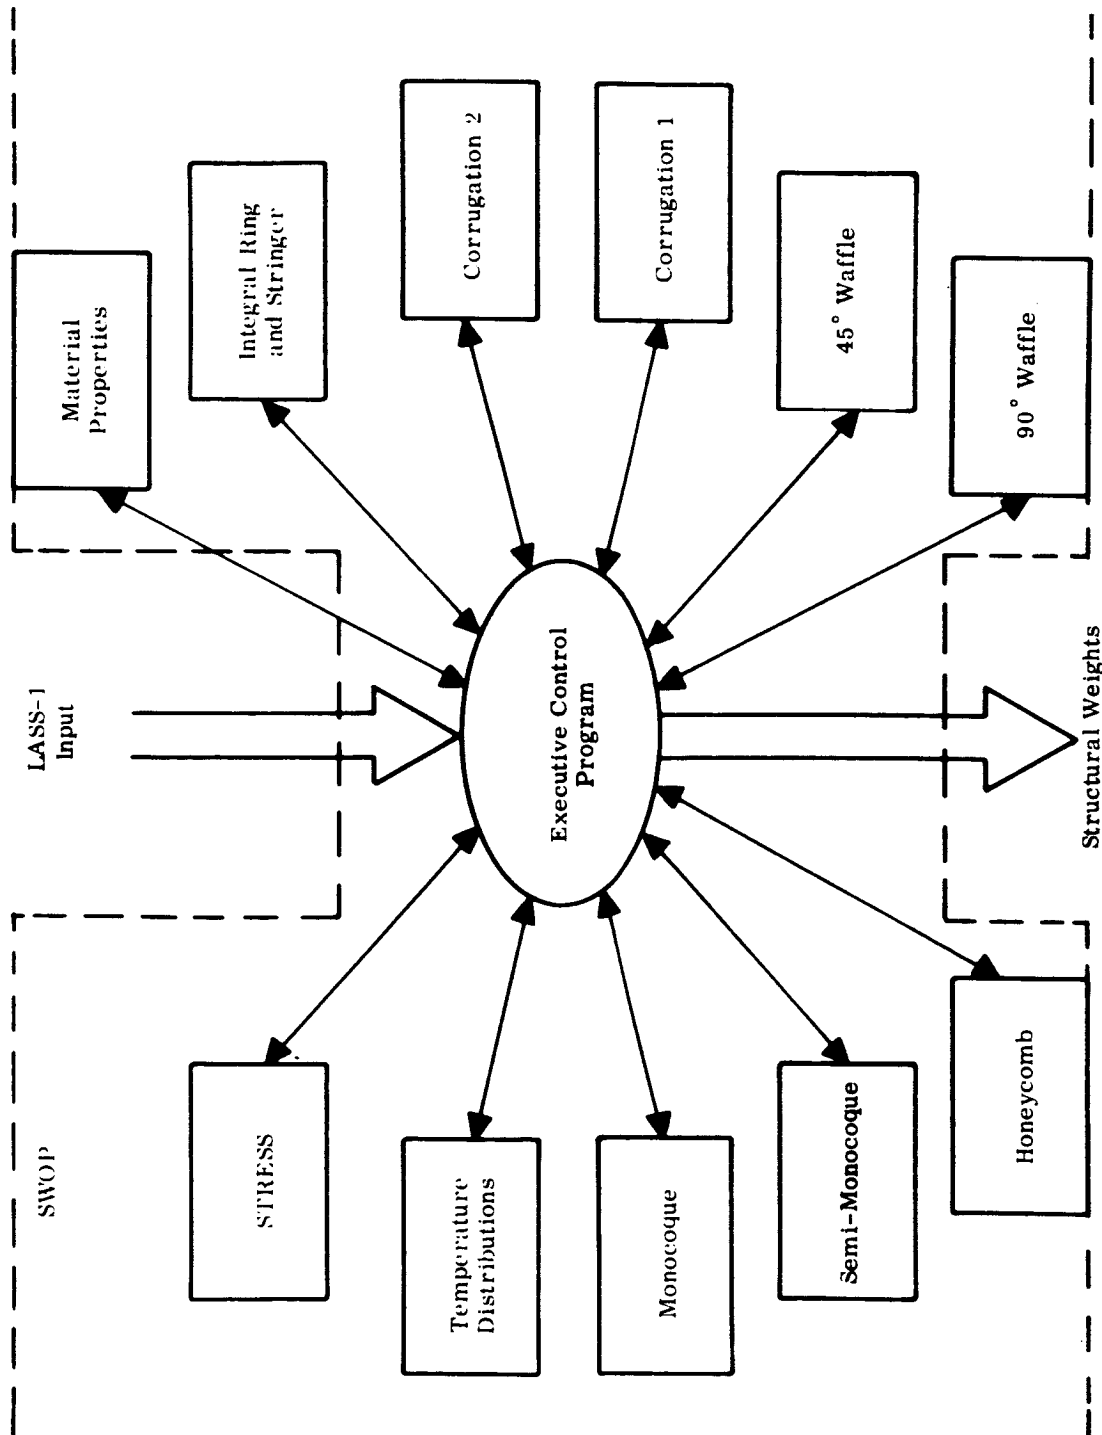 SWOP
LASS-1
Input
Material
Properties
STRESS
Integral Ring
and Stringer
Temperature
Distributions
Corrugation 2
Executive Control
Program
Monocoque
Corrugation 1
Semi-Monocoque
45° Waffle
Honeycomb
90° Waffle
Structural Weights